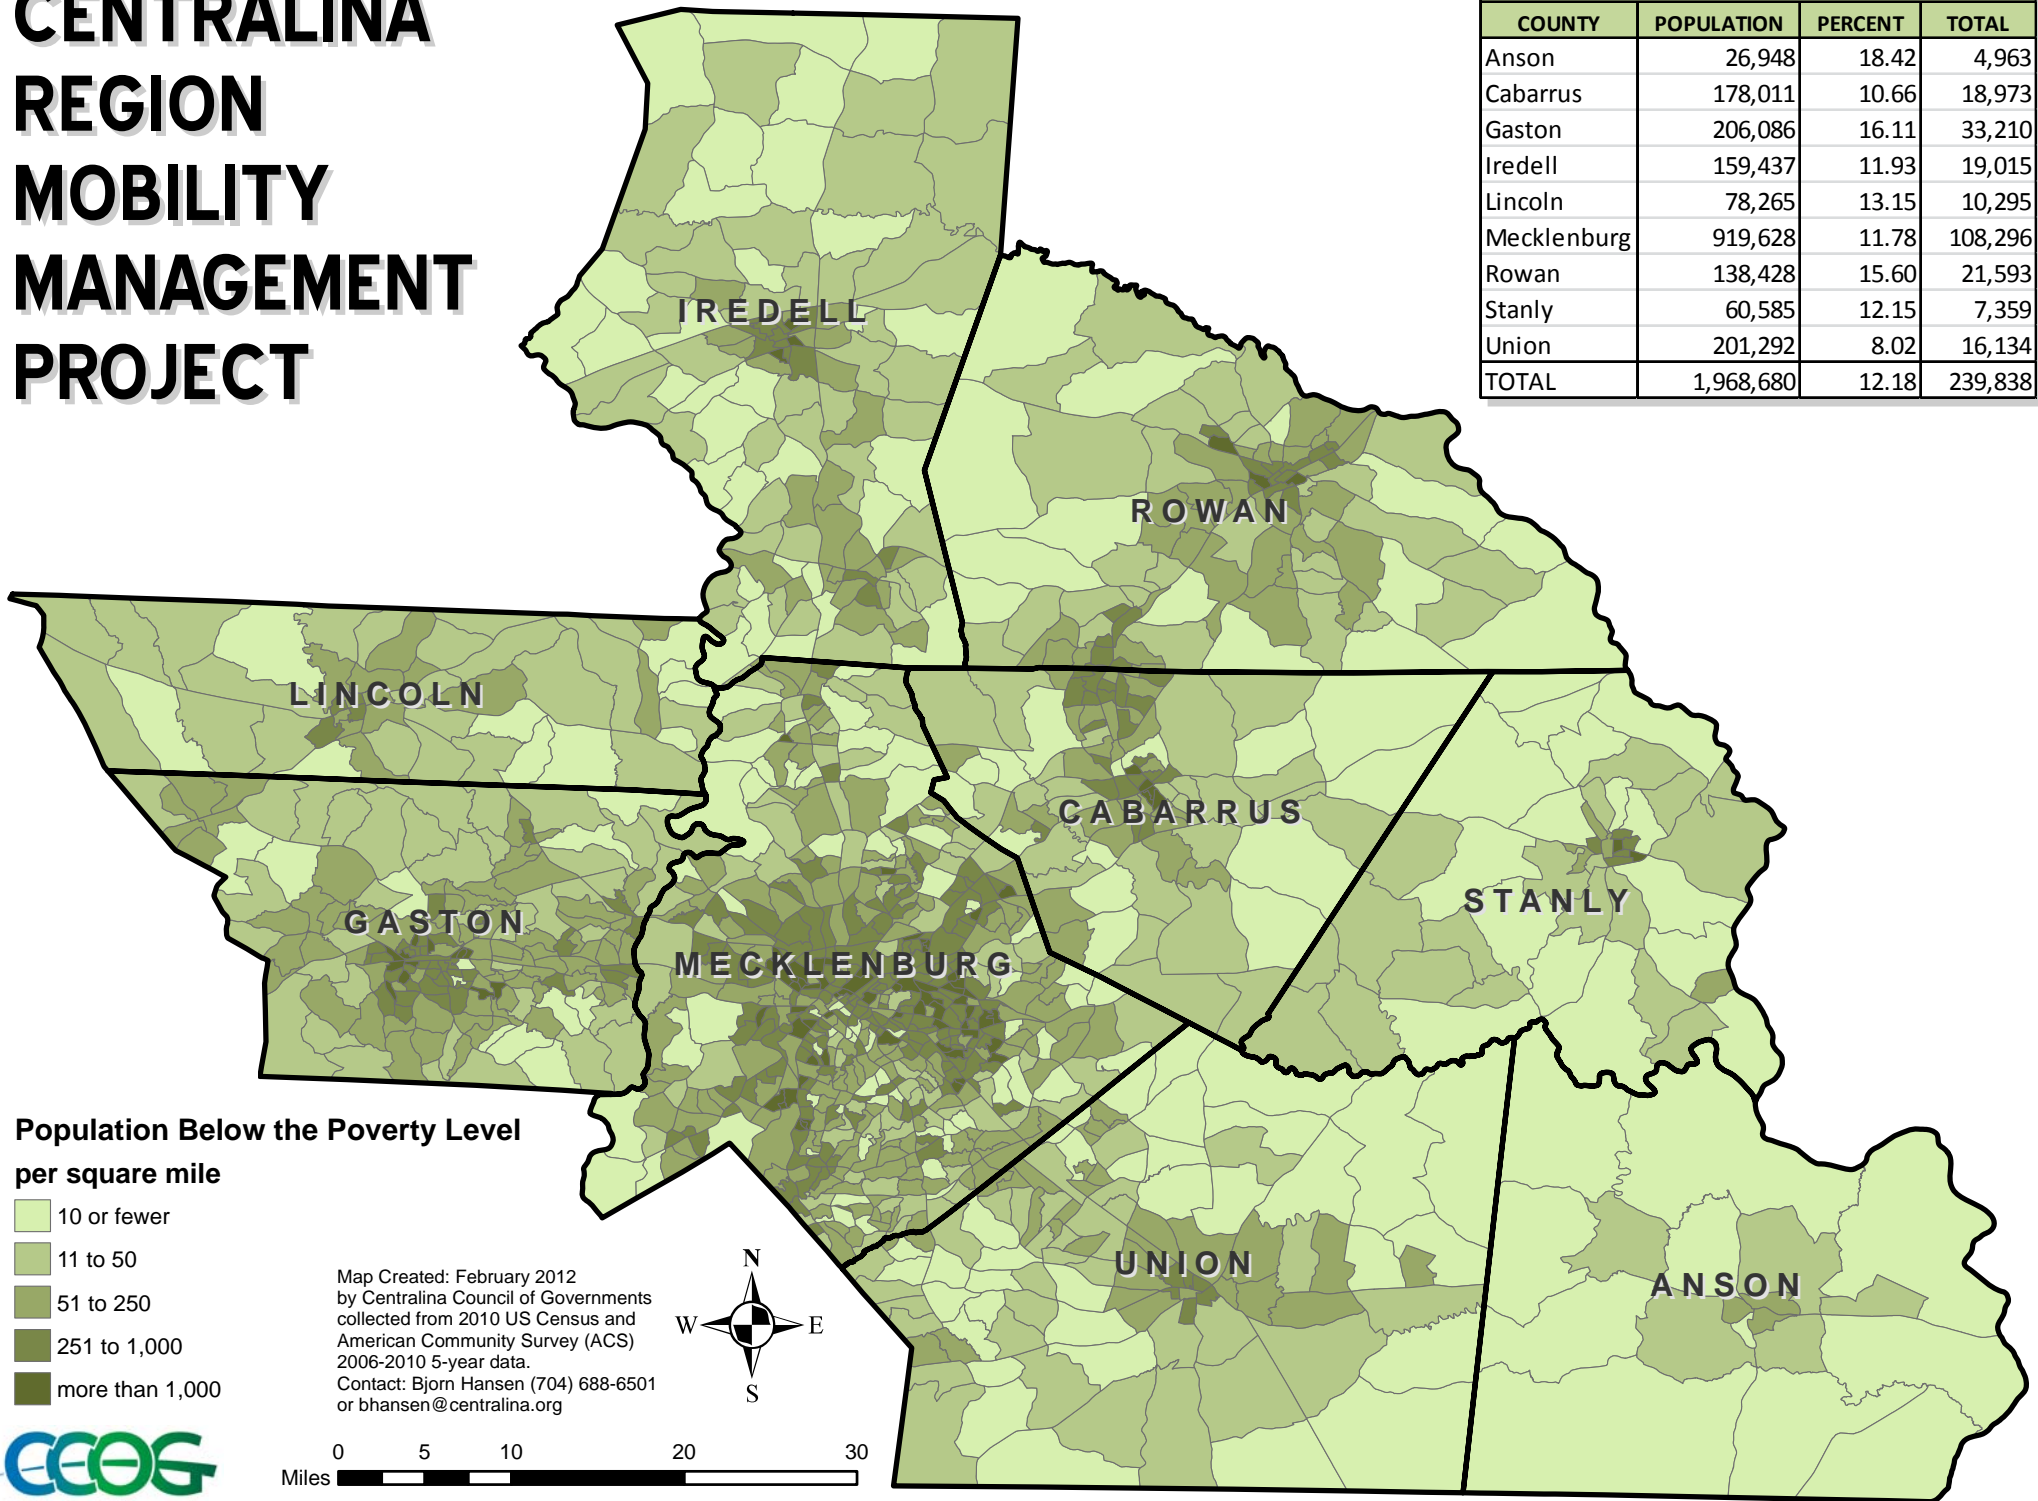 CENTRALINA
REGION
MOBILITY
MANAGEMENT
PROJECT
COUNTY POPULATION PERCENT TOTAL
Anson 26,948 18.42 4,963
Cabarrus 178,011 10.66 18,973
Gaston 206,086 16.11 33,210
Iredell 159,437 11.93 19,015
Lincoln 78,265 13.15 10,295
Mecklenburg 919,628 11.78 108,296
Rowan 138,428 15.60 21,593
Stanly 60,585 12.15 7,359
Union 201,292 8.02 16,134
TOTAL 1,968,680 12.18 239,838
IREDELL
ROWAN
LINCOLN
CABARRUS
STANLY
GASTON
MECKLENBURG
UNION
ANSON
Population Below the Poverty Level
per square mile
10 or fewer
11 to 50
51 to 250
251 to 1,000
more than 1,000
Map Created: February 2012
by Centralina Council of Governments
collected from 2010 US Census and
American Community Survey (ACS)
2006-2010 5-year data.
Contact: Bjorn Hansen (704) 688-6501
or bhansen@centralina.org
N
W E
S
0 5 10 20 30
Miles
CCOG